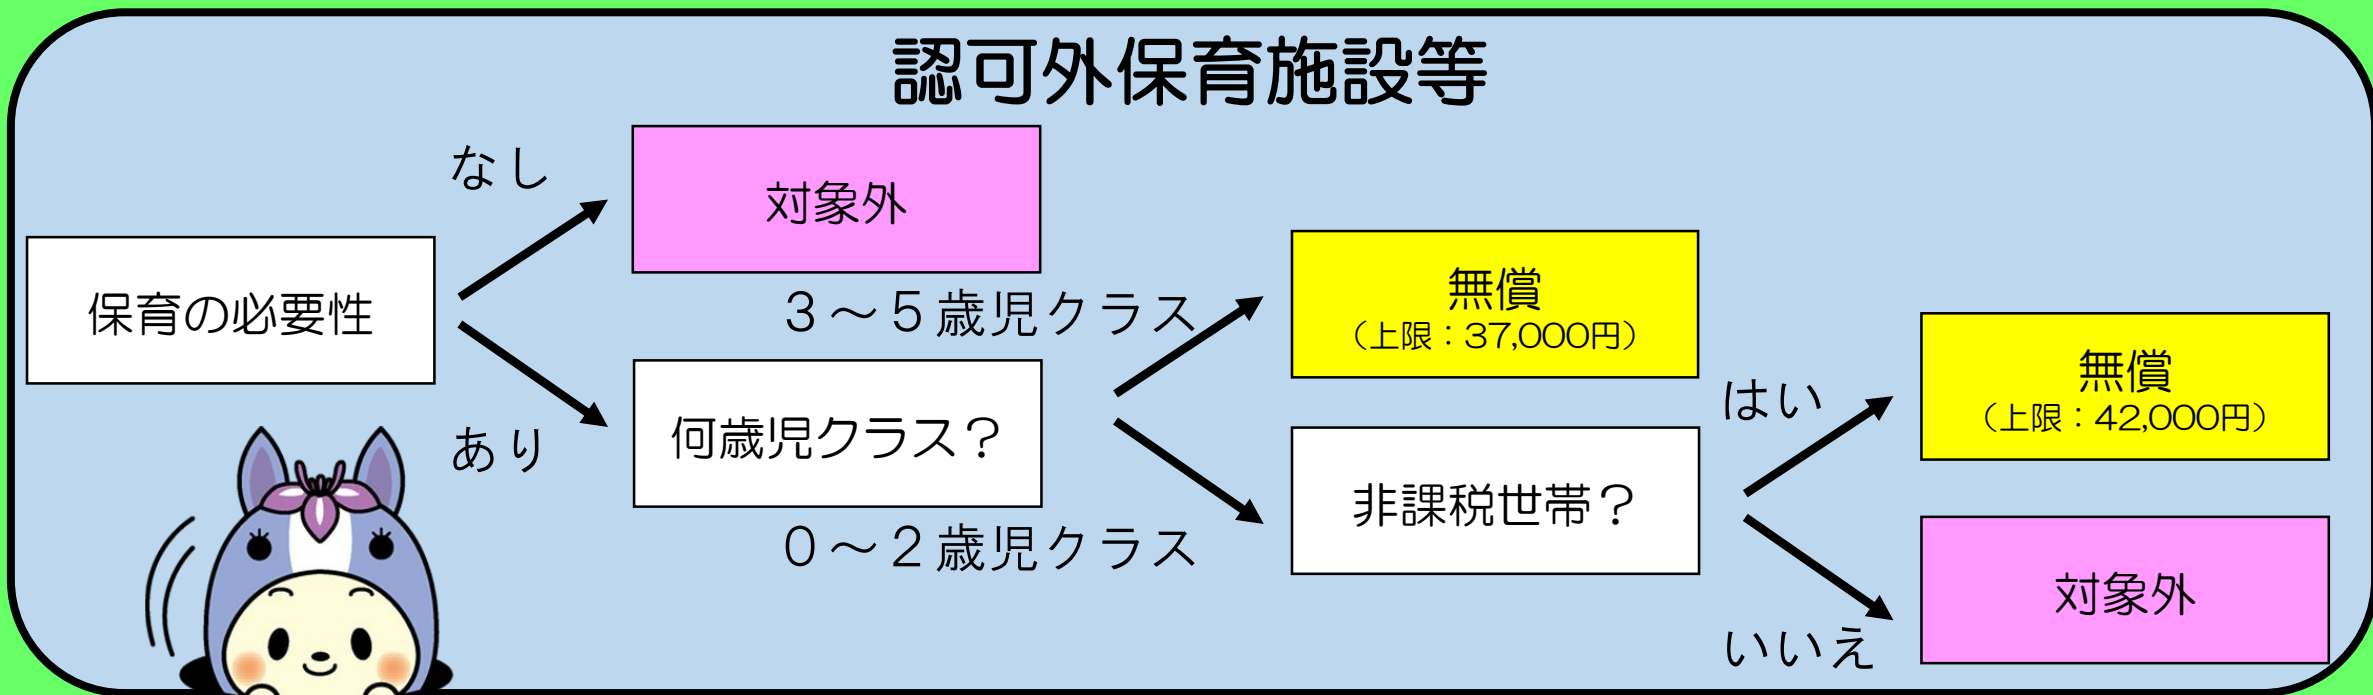 認可外保育施設等
なし
対象外
保育の必要性
あり
3～5歳児クラス
何歳児クラス？
0～2歳児クラス
無償
（上限：37,000円）
非課税世帯？
はい
無償
（上限：42,000円）
いいえ
対象外